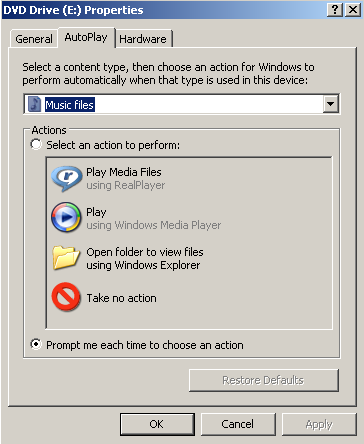 DVD Drive (E:) Properties
General
AutoPlay
Hardware
Select a content type, then choose an action for Windows to
perform automatically when that type is used in this device:
Music files
Actions
Select an action to perform:
Play Media Files
using RealPlayer
Play
using Windows Media Player
Open folder to view files
using Windows Explorer
Take no action
Prompt me each time to choose an action
Restore Defaults
OK
Cancel
Apply